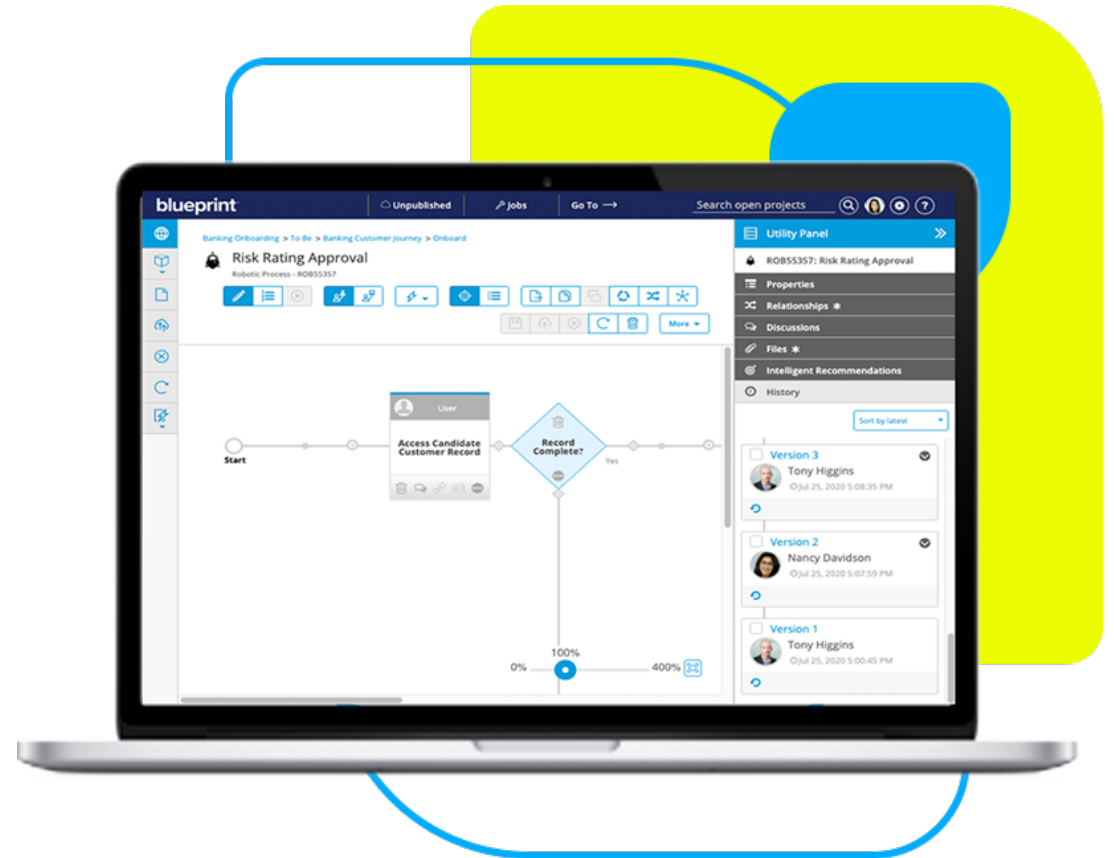 blueprint
Unpublished
Jobs
Go To →
Search open projects
?
Banking Onboarding > To-Be > Banking Customer Journey > Onboard
Risk Rating Approval
Robotic Process - ROB55357
More
User
Access Candidate
Customer Record
Record
Complete?
Yes
Start
100%
0%
400%
Utility Panel
ROB55357: Risk Rating Approval
Properties
Relationships *
Discussions
Files *
Intelligent Recommendations
History
Sort by latest
Version 3
Tony Higgins
Jul 25, 2020 5:08:35 PM
Version 2
Nancy Davidson
Jul 25, 2020 5:07:59 PM
Version 1
Tony Higgins
Jul 25, 2020 5:00:45 PM